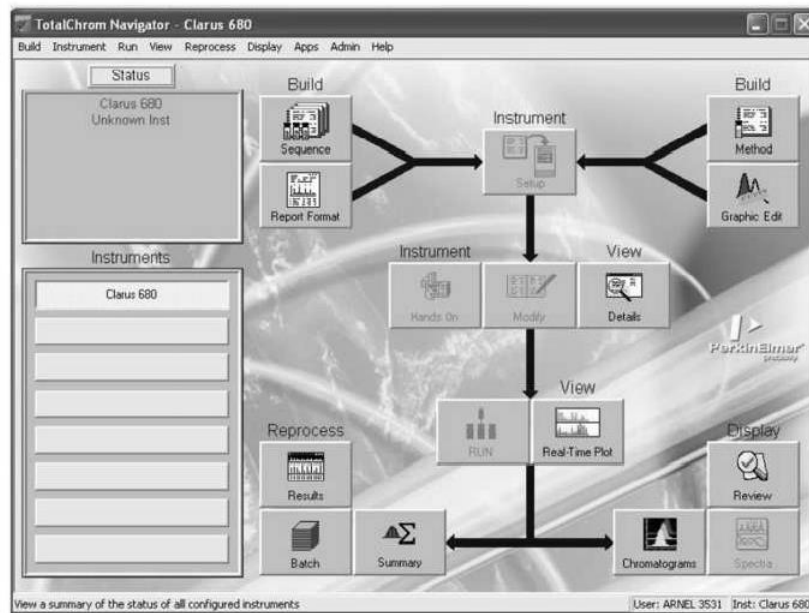 TotalChrom Navigator - Clarus 680
Build Instrument Run View Reprocess Display Apps Admin Help
Status
Clarus 680
Unknown Inst
Build
Sequence
Report Format
Instrument
Setup
Build
Method
Graphic Edit
Instruments
Clarus 680
Instrument
Hands On
Modify
View
Details
PerkinElmer
precisely
View
RUN
Real-Time Plot
Reprocess
Results
Batch
Summary
Display
Review
Chromatograms
Spectra
View a summary of the status of all configured instruments
User: ARNEL 3531 Inst: Clarus 680